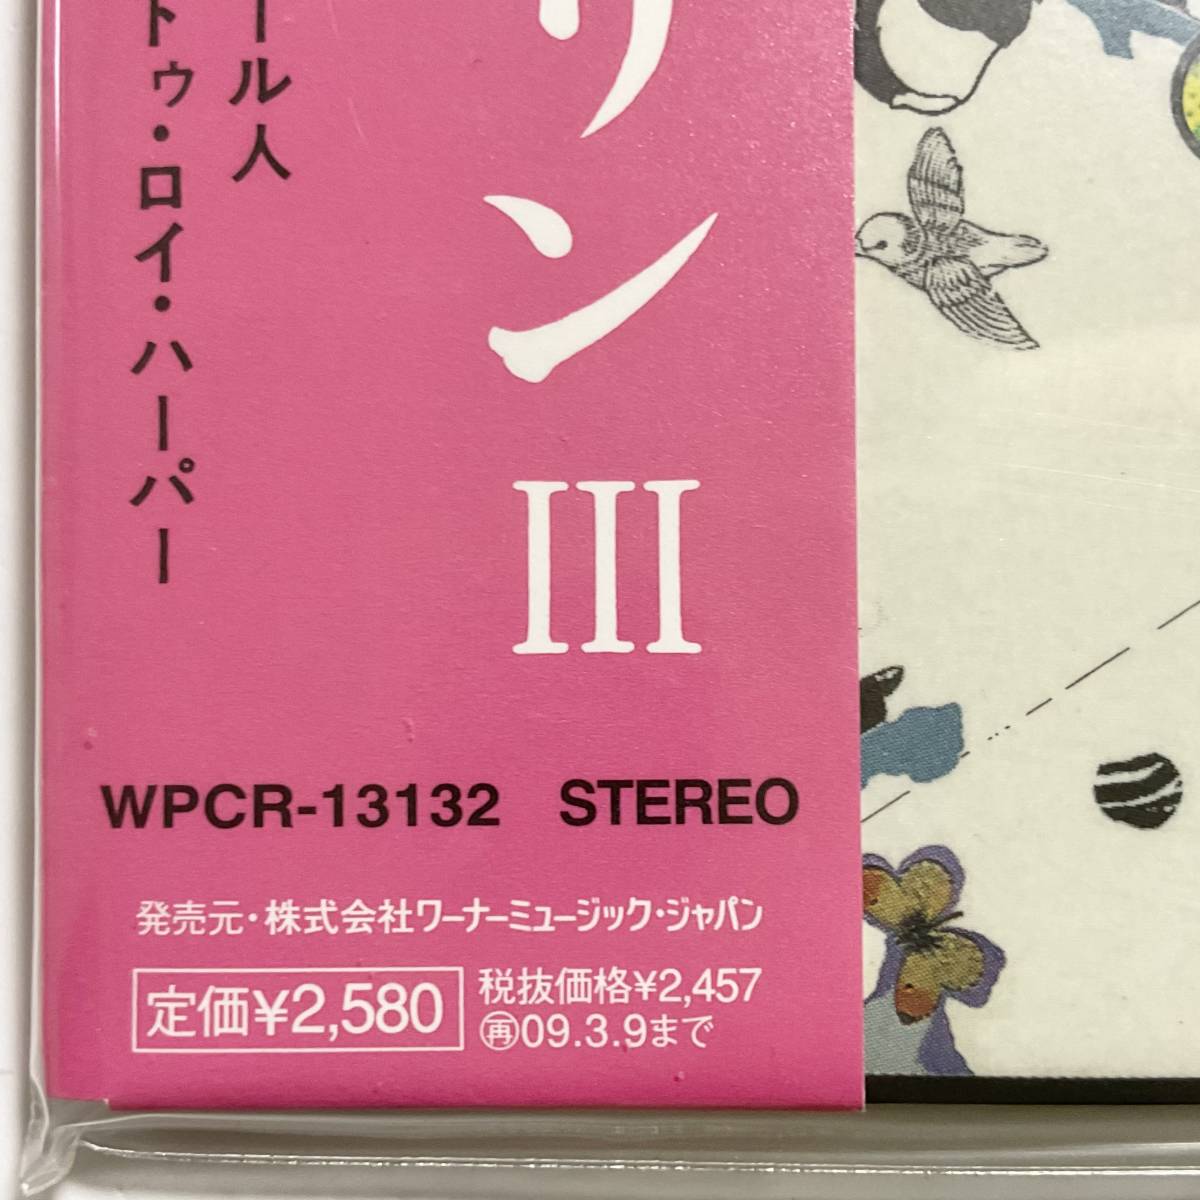 リン III
ール人
トゥ・ロイ・ハーパー
WPCR-13132 STEREO
発売元・株式会社ワーナーミュージック・ジャパン
定価¥2,580
税抜価格¥2,457
再09.3.9まで